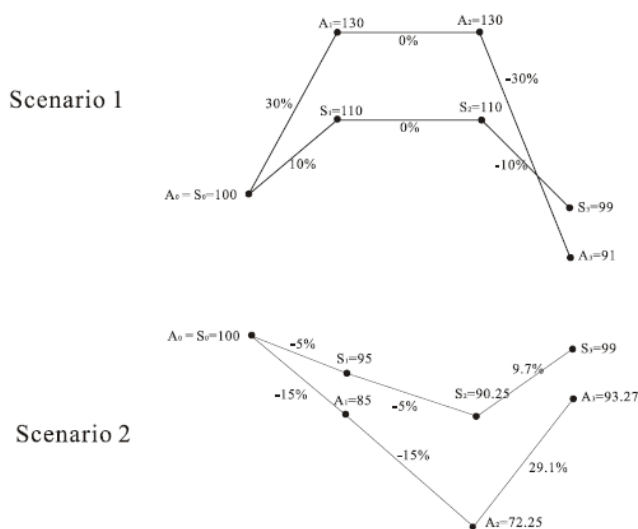 A₁=130
A₂=130
0%
-30%
Scenario 1
30%
S₁=110
S₂=110
0%
10%
-10%
A₀ = S₀=100
S₃=99
A₃=91
A₀ = S₀=100
-5%
S₁=95
S₃=99
9.7%
-15%
A₁=85
-5%
S₂=90.25
A₃=93.27
Scenario 2
-15%
29.1%
A₂=72.25